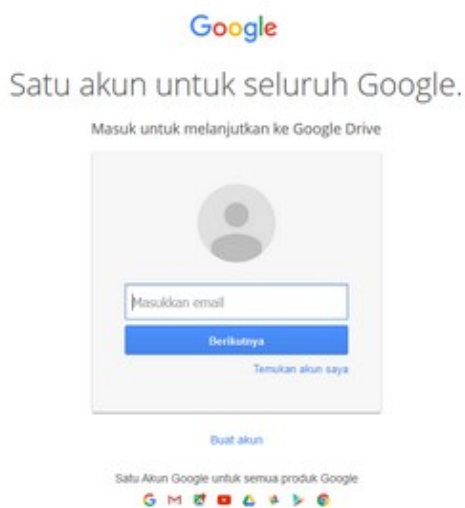 Google
Satu akun untuk seluruh Google.
Masuk untuk melanjutkan ke Google Drive
Masukkan email
Berikutnya
Temukan akun saya
Buat akun
Satu Akun Google untuk semua produk Google